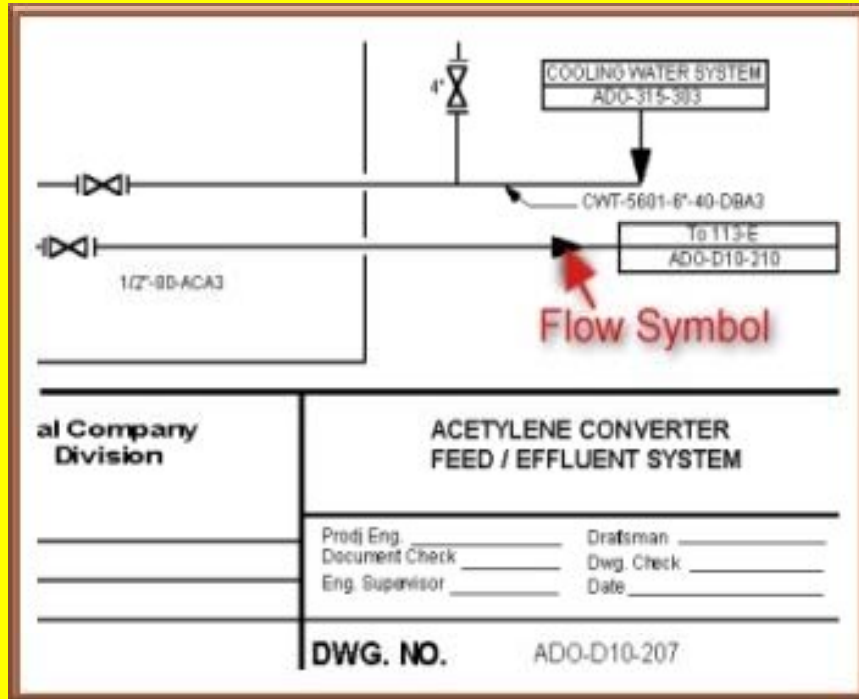 4"
COOLING WATER SYSTEM
ADO-315-303
CWT-5601-6"-40-DBA3
To 113-E
ADO-D10-210
1/2"-80-ACA3
Flow Symbol
al Company
Division
ACETYLENE CONVERTER
FEED / EFFLUENT SYSTEM
Prodj Eng. Dratsman
Document Check Dwg. Check
Eng. Supervisor Date
DWG. NO. ADO-D10-207